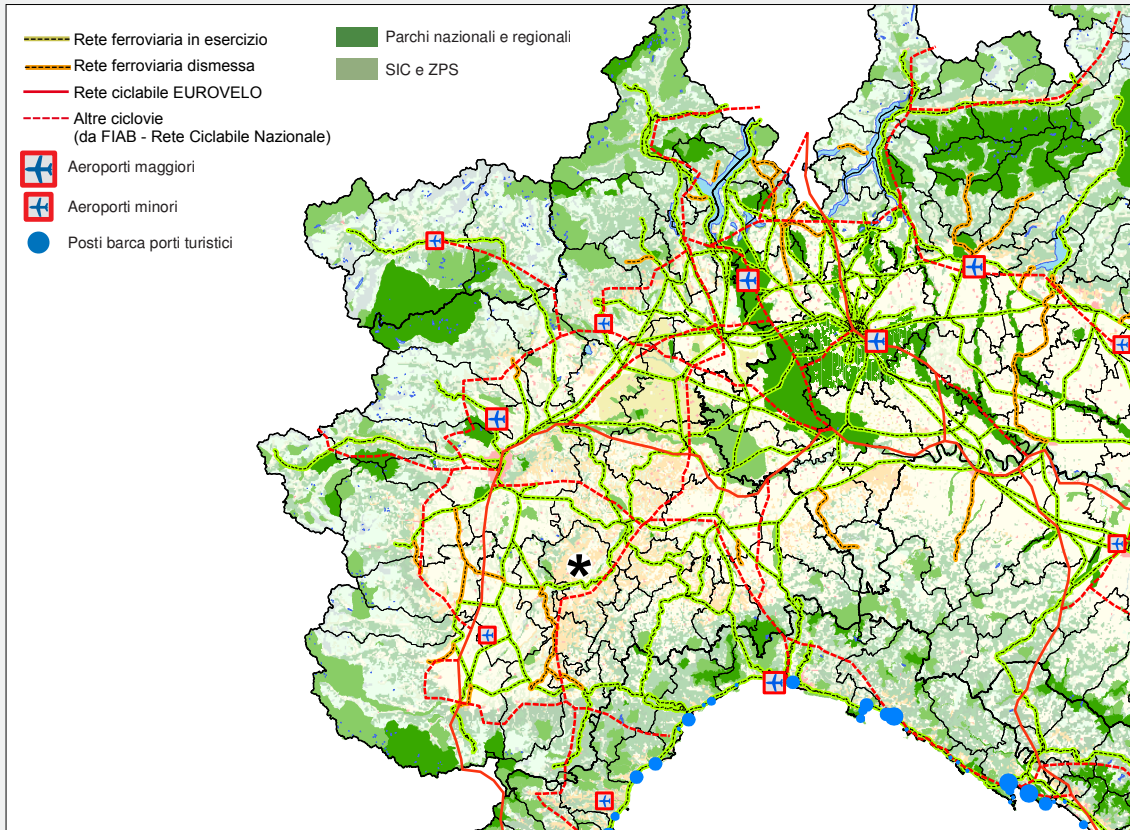 Rete ferroviaria in esercizio
Rete ferroviaria dismessa
Rete ciclabile EUROVELO
Altre ciclovie
(da FIAB - Rete Ciclabile Nazionale)
Aeroporti maggiori
Aeroporti minori
Posti barca porti turistici
Parchi nazionali e regionali
SIC e ZPS
*